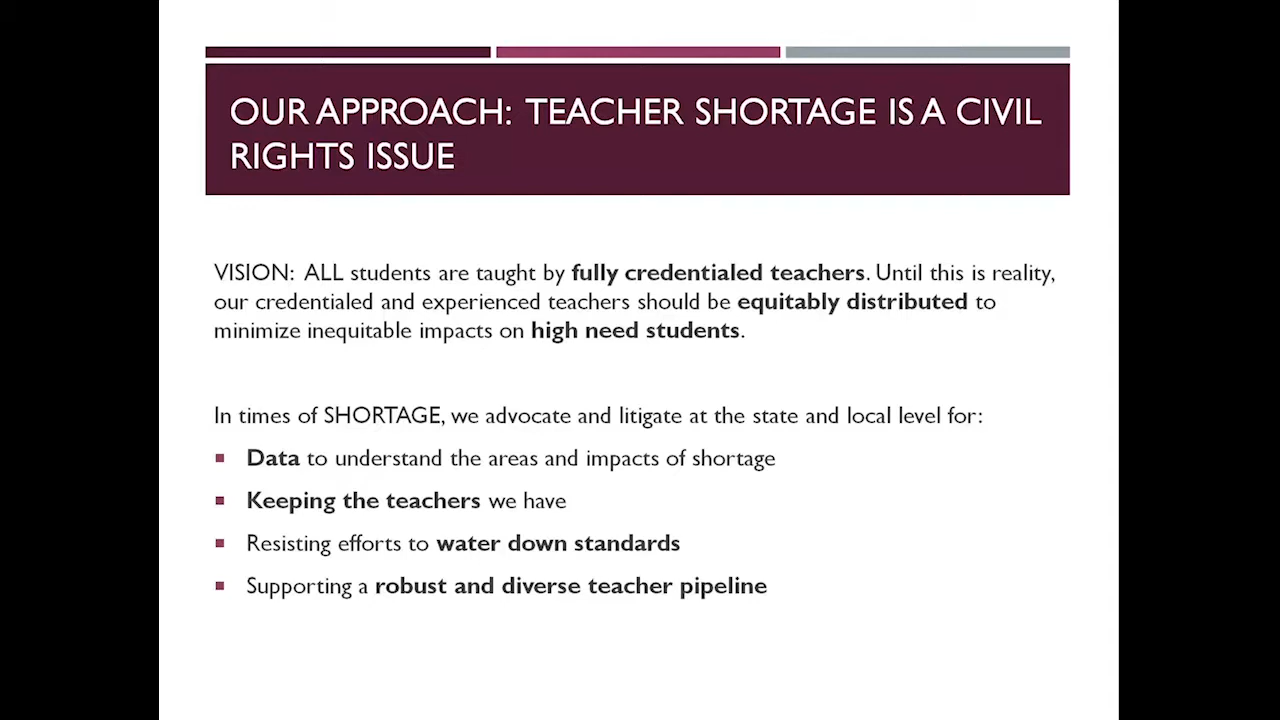 OUR APPROACH: TEACHER SHORTAGE IS A CIVIL
RIGHTS ISSUE
VISION: ALL students are taught by fully credentialed teachers. Until this is reality,
our credentialed and experienced teachers should be equitably distributed to
minimize inequitable impacts on high need students.
In times of SHORTAGE, we advocate and litigate at the state and local level for:
Data to understand the areas and impacts of shortage
Keeping the teachers we have
Resisting efforts to water down standards
Supporting a robust and diverse teacher pipeline